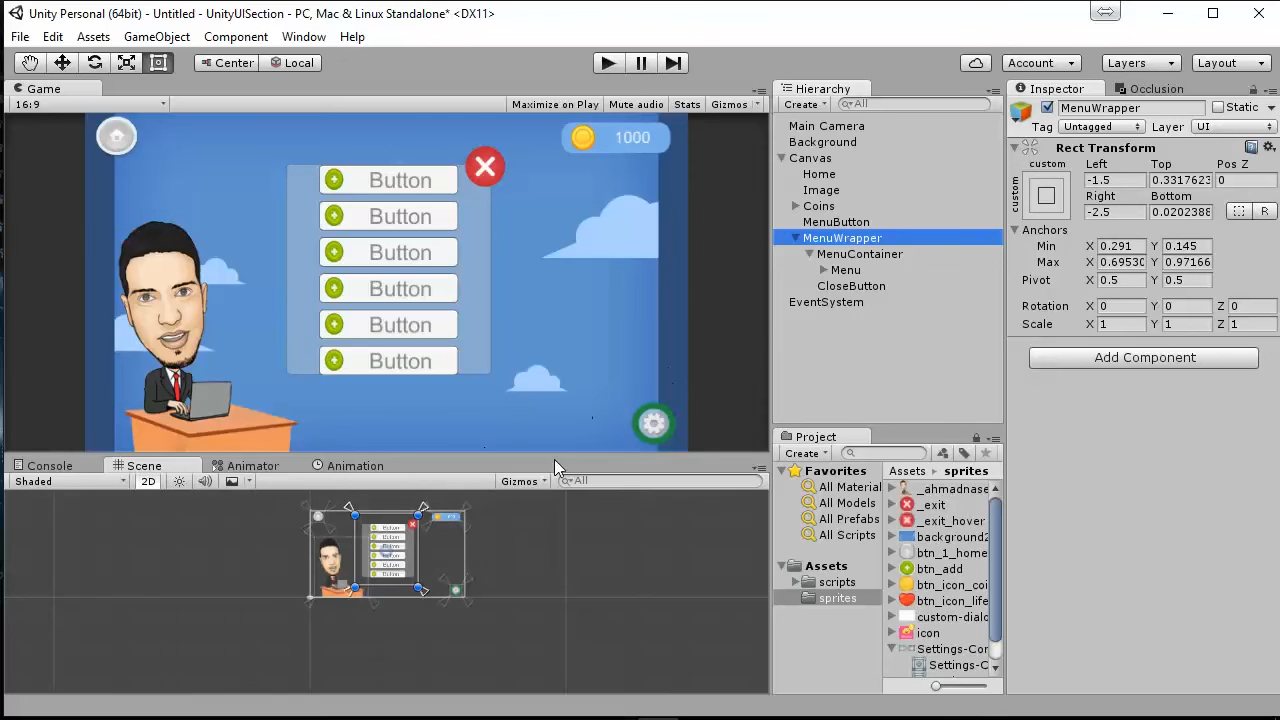 Unity Personal (64bit) - Untitled - UnityUISection - PC, Mac & Linux Standalone* <DX11>
File Edit Assets GameObject Component Window Help
Center Local Account Layers Layout
Game
16:9 Maximize on Play Mute audio Stats Gizmos
1000
Button
Button
Button
Button
Button
Button
Console Scene Animator Animation
Shaded 2D Gizmos All
Button
Button
Button
Button
Button
Button
Hierarchy
Create All
Main Camera
Background
Canvas
Home
Image
Coins
MenuButton
MenuWrapper
MenuContainer
Menu
CloseButton
EventSystem
Project
Create
Favorites
All Material
All Models
All Prefabs
All Scripts
Assets
scripts
sprites
Assets sprites
_ahmadnase
_exit
_exit_hover
background2
btn_1_home
btn_add
btn_icon_coi
btn_icon_life
custom-dialo
icon
Settings-Cor
Settings-C
Inspector Occlusion
MenuWrapper Static
Tag Untagged Layer UI
Rect Transform
custom Left Top Pos Z
custom
-1.5 0.3317623 0
Right Bottom
-2.5 0.0202388 R
Anchors
Min X 0.291 Y 0.145
Max X 0.69530 Y 0.97166
Pivot X 0.5 Y 0.5
Rotation X 0 Y 0 Z 0
Scale X 1 Y 1 Z 1
Add Component